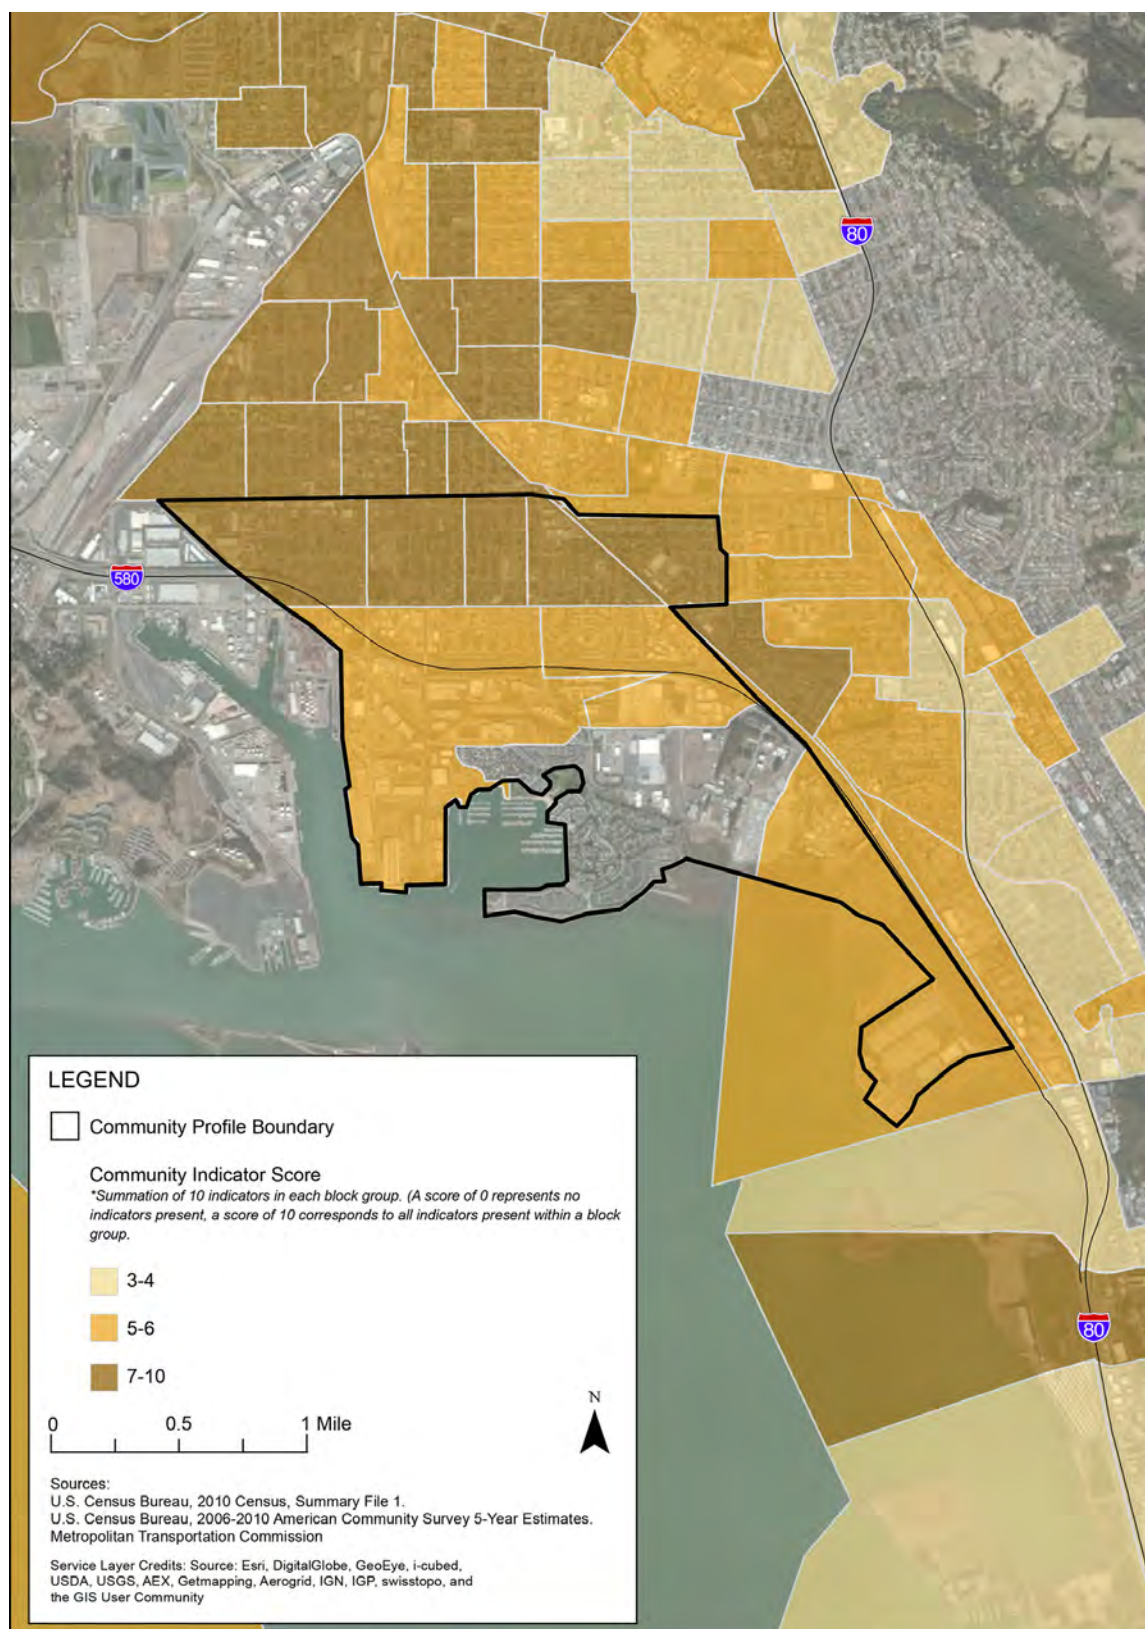 80
580
LEGEND
Community Profile Boundary
Community Indicator Score
*Summation of 10 indicators in each block group. (A score of 0 represents no
indicators present, a score of 10 corresponds to all indicators present within a block
group.
3-4
5-6
7-10
80
N
0 0.5 1 Mile
Sources:
U.S. Census Bureau, 2010 Census, Summary File 1.
U.S. Census Bureau, 2006-2010 American Community Survey 5-Year Estimates.
Metropolitan Transportation Commission
Service Layer Credits: Source: Esri, DigitalGlobe, GeoEye, i-cubed,
USDA, USGS, AEX, Getmapping, Aerogrid, IGN, IGP, swisstopo, and
the GIS User Community